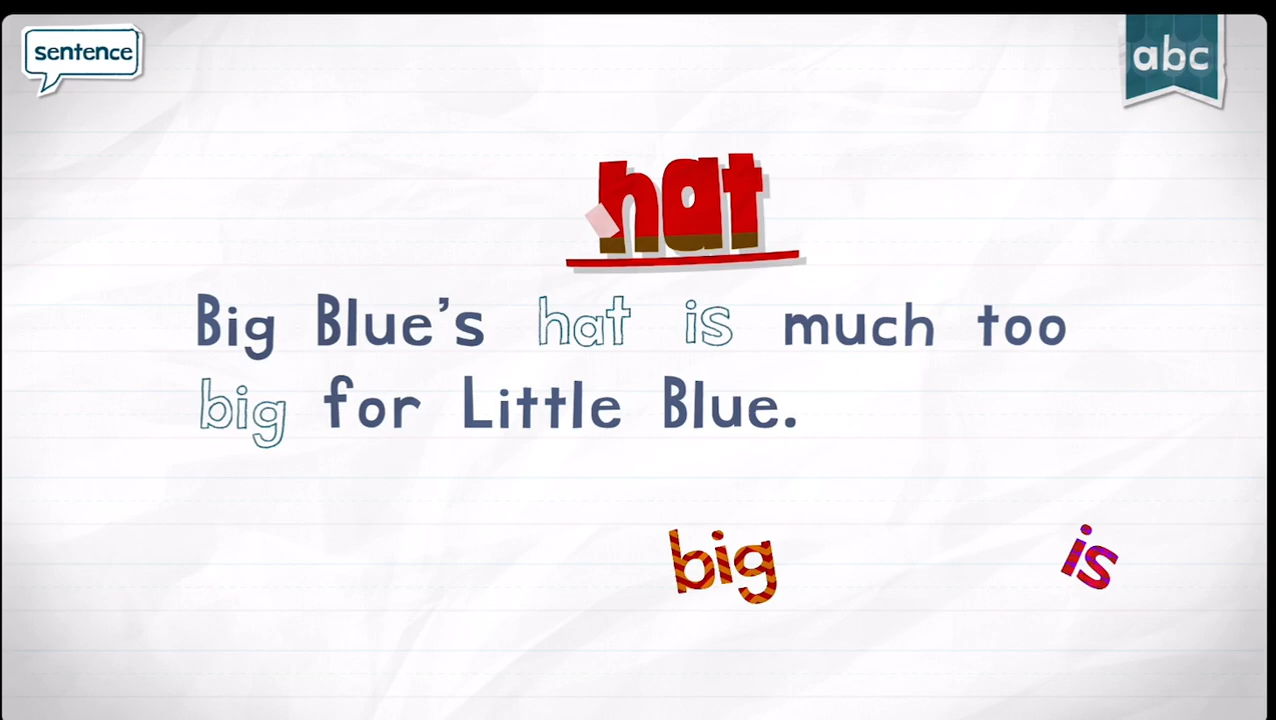 sentence
abc
hat
Big Blue's hat is much too
big for Little Blue.
big
is